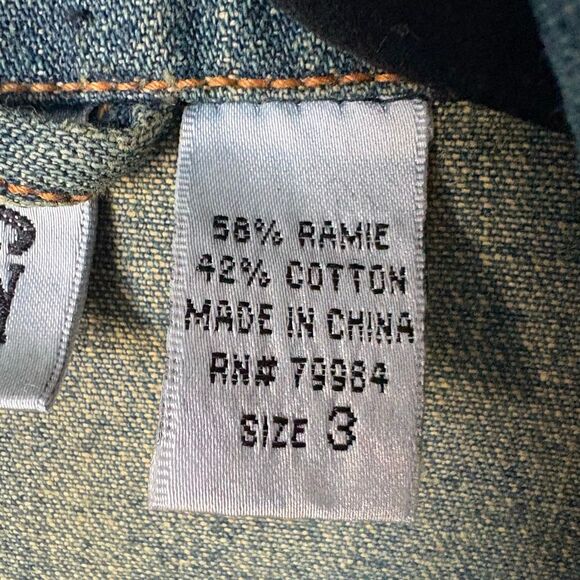 58% RAMIE
42% COTTON
MADE IN CHINA
RN# 79984
SIZE 3